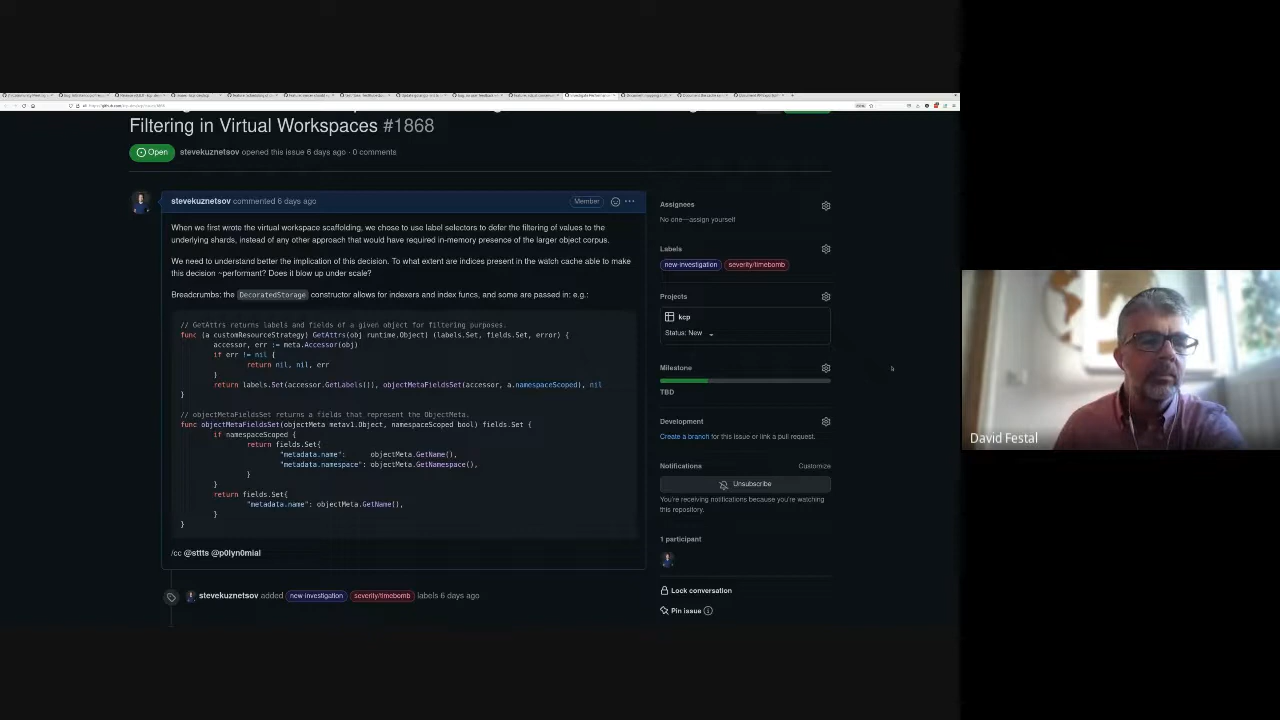 Filtering in Virtual Workspaces #1868
Open stevekuznetsov opened this issue 6 days ago · 0 comments
stevekuznetsov commented 6 days ago
Member
When we first wrote the virtual workspace scaffolding, we chose to use label selectors to defer the filtering of values to the
underlying shards, instead of any other approach that would have required in-memory presence of the larger object corpus.
We need to understand better the implication of this decision. To what extent are indices present in the watch cache able to make
this decision ~performant? Does it blow up under scale?
Breadcrumbs: the DecoratedStorage constructor allows for indexers and index funcs, and some are passed in: e.g.:
// GetAttrs returns labels and fields of a given object for filtering purposes.
func (a customResourceStrategy) GetAttrs(obj runtime.Object) (labels.Set, fields.Set, error) {
accessor, err := meta.Accessor(obj)
if err != nil {
return nil, nil, err
}
return labels.Set(accessor.GetLabels()), objectMetaFieldsSet(accessor, a.namespaceScoped), nil
}
// objectMetaFieldsSet returns a fields that represent the ObjectMeta.
func objectMetaFieldsSet(objectMeta metav1.Object, namespaceScoped bool) fields.Set {
if namespaceScoped {
return fields.Set{
"metadata.name": objectMeta.GetName(),
"metadata.namespace": objectMeta.GetNamespace(),
}
}
return fields.Set{
"metadata.name": objectMeta.GetName(),
}
}
/cc @sttts @p0lyn0mial
stevekuznetsov added new-investigation severity/timebomb labels 6 days ago
Assignees
No one—assign yourself
Labels
new-investigation severity/timebomb
Projects
kcp
Status: New
Milestone
TBD
Development
Create a branch for this issue or link a pull request.
Notifications
Customize
Unsubscribe
You're receiving notifications because you're watching
this repository.
1 participant
Lock conversation
Pin issue
David Festal